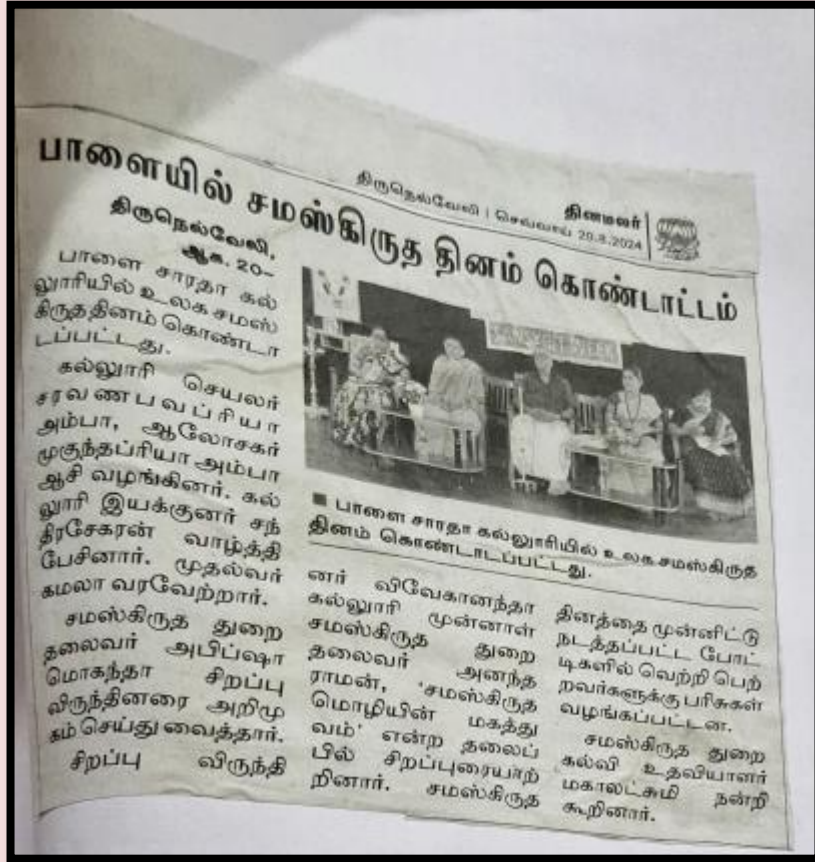 திருநெல்வேலி | செவ்வாய் 20.8.2024
தினமலர்
பாளையில் சமஸ்கிருத தினம் கொண்டாட்டம்
திருநெல்வேலி,
ஆக. 20–
பாளை சாரதா கல்
லூரியில் உலக சமஸ்
கிருத தினம் கொண்டா
டப்பட்டது.
கல்லூரி செயலர்
சரவணபவப்ரியா
அம்பா, ஆலோசகர்
முகுந்தப்ரியா அம்பா
ஆசி வழங்கினர். கல்
லூரி இயக்குனர் சந்
திரசேகரன் வாழ்த்தி
பேசினார். முதல்வர்
கமலா வரவேற்றார்.
சமஸ்கிருத துறை
தலைவர் அபிப்ஷா
மொகந்தா சிறப்பு
விருந்தினரை அறிமு
கம் செய்து வைத்தார்.
சிறப்பு விருந்தி
■ பாளை சாரதா கல்லூரியில் உலக சமஸ்கிருத
தினம் கொண்டாடப்பட்டது.
னர் விவேகானந்தா
கல்லூரி முன்னாள்
சமஸ்கிருத துறை
தலைவர் அனந்த
ராமன், 'சமஸ்கிருத
மொழியின் மகத்து
வம்' என்ற தலைப்
பில் சிறப்புரையாற்
றினார். சமஸ்கிருத
தினத்தை முன்னிட்டு
நடத்தப்பட்ட போட்
டிகளில் வெற்றி பெற்
றவர்களுக்கு பரிசுகள்
வழங்கப்பட்டன.
சமஸ்கிருத துறை
கல்வி உதவியாளர்
மகாலட்சுமி நன்றி
கூறினார்.